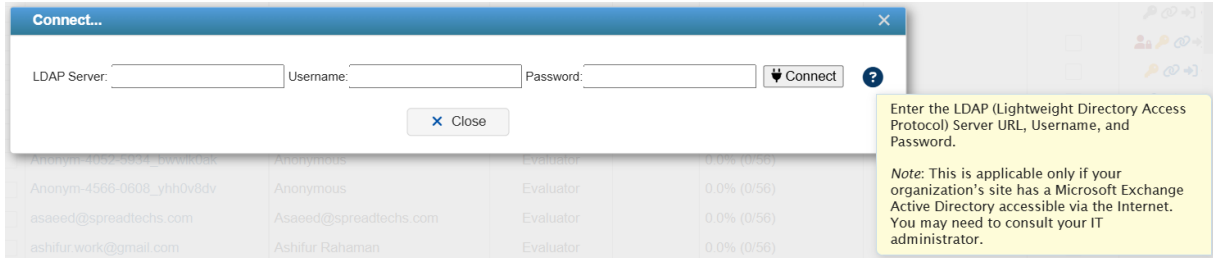 Connect...
LDAP Server:
Username:
Password:
Connect
Close
Enter the LDAP (Lightweight Directory Access
Protocol) Server URL, Username, and
Password.
Note: This is applicable only if your
organization's site has a Microsoft Exchange
Active Directory accessible via the Internet.
You may need to consult your IT
administrator.
Anonymous Evaluator 0.0% (0/56)
Anonym-4566-0608_yhh0v8dv Anonymous Evaluator 0.0% (0/56)
asaeed@spreadtechs.com Asaeed@spreadtechs.com Evaluator 0.0% (0/56)
ashifur.work@gmail.com Ashifur Rahaman Evaluator 0.0% (0/56)